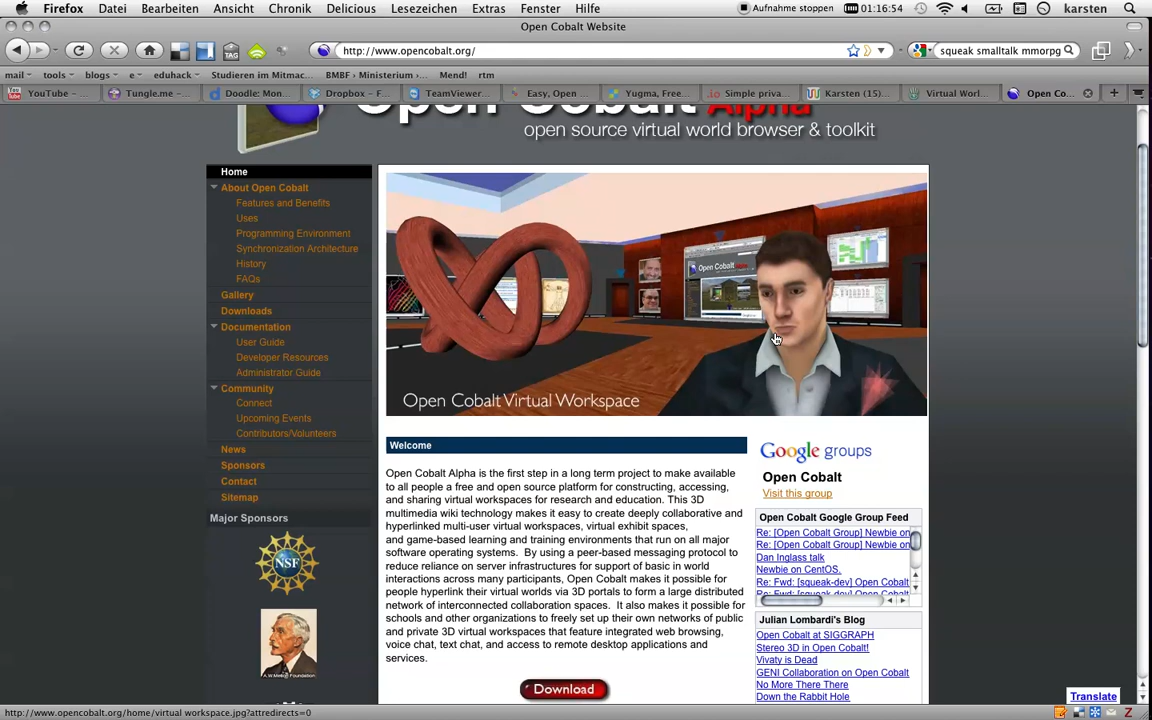 Firefox Datei Bearbeiten Ansicht Chronik Delicious Lesezeichen Extras Fenster Hilfe Aufnahme stoppen 01:16:54 karsten
Open Cobalt Website
http://www.opencobalt.org/ squeak smalltalk mmorpg
mail tools blogs e eduhack Studieren im Mitmac... BMBF › Ministerium ‹... Mend! rtm
YouTube – ... Tungle.me – ... Doodle: Mon... Dropbox – F... TeamViewer... Easy, Open ... Yugma, Free... Simple priva... Karsten (15)... Virtual Worl... Open Co...
Open Cobalt Alpha
open source virtual world browser & toolkit
Home
About Open Cobalt
Features and Benefits
Uses
Programming Environment
Synchronization Architecture
History
FAQs
Gallery
Downloads
Documentation
User Guide
Developer Resources
Administrator Guide
Community
Connect
Upcoming Events
Contributors/Volunteers
News
Sponsors
Contact
Sitemap
Major Sponsors
NSF
Open Cobalt
Open Cobalt Virtual Workspace
Welcome
Open Cobalt Alpha is the first step in a long term project to make available
to all people a free and open source platform for constructing, accessing,
and sharing virtual workspaces for research and education. This 3D
multimedia wiki technology makes it easy to create deeply collaborative and
hyperlinked multi-user virtual workspaces, virtual exhibit spaces,
and game-based learning and training environments that run on all major
software operating systems. By using a peer-based messaging protocol to
reduce reliance on server infrastructures for support of basic in world
interactions across many participants, Open Cobalt makes it possible for
people hyperlink their virtual worlds via 3D portals to form a large distributed
network of interconnected collaboration spaces. It also makes it possible for
schools and other organizations to freely set up their own networks of public
and private 3D virtual workspaces that feature integrated web browsing,
voice chat, text chat, and access to remote desktop applications and
services.
Download
Google groups
Open Cobalt
Visit this group
Open Cobalt Google Group Feed
Re: [Open Cobalt Group] Newbie on
Re: [Open Cobalt Group] Newbie on
Dan Inglass talk
Newbie on CentOS.
Re: Fwd: [squeak-dev] Open Cobalt
Re: Fwd: [squeak-dev] Open Cobalt
Julian Lombardi's Blog
Open Cobalt at SIGGRAPH
Stereo 3D in Open Cobalt!
Vivaty is Dead
GENI Collaboration on Open Cobalt
No More There There
Down the Rabbit Hole
Translate
http://www.opencobalt.org/home/virtual workspace.jpg?attredirects=0